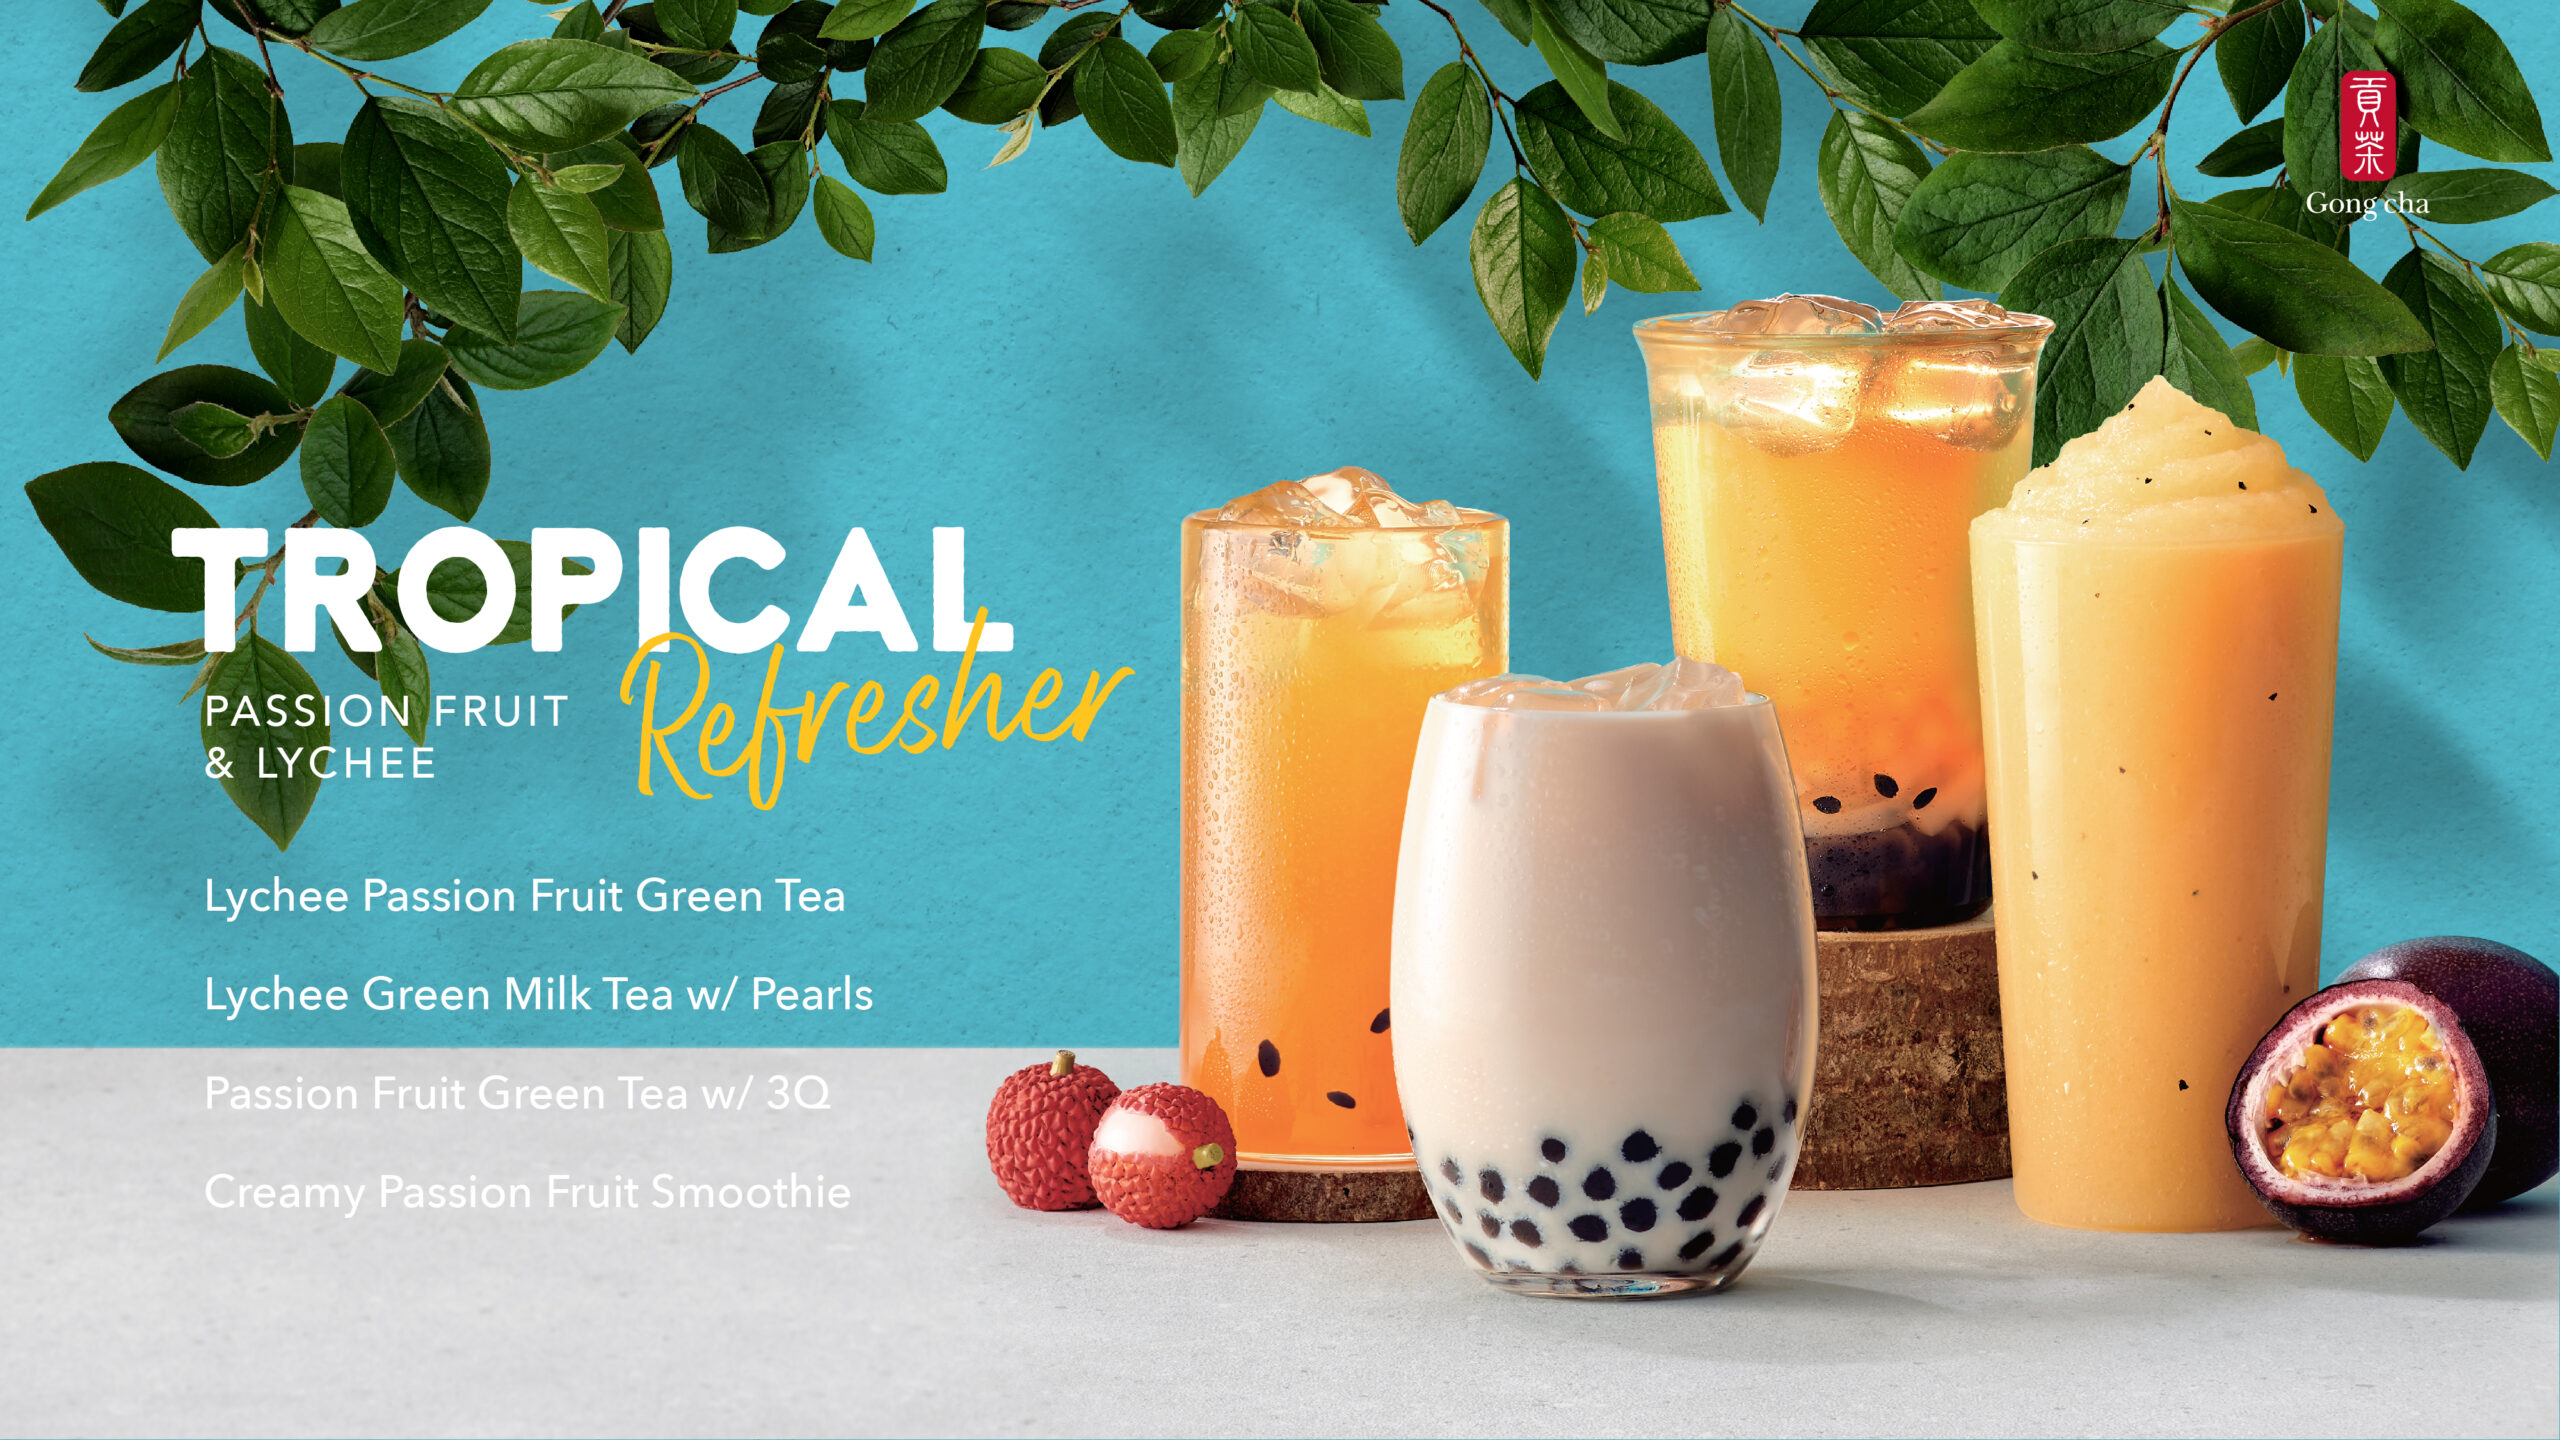 貢茶
Gong cha
TROPICAL
Refresher
PASSION FRUIT
& LYCHEE
Lychee Passion Fruit Green Tea
Lychee Green Milk Tea w/ Pearls
Passion Fruit Green Tea w/ 3Q
Creamy Passion Fruit Smoothie